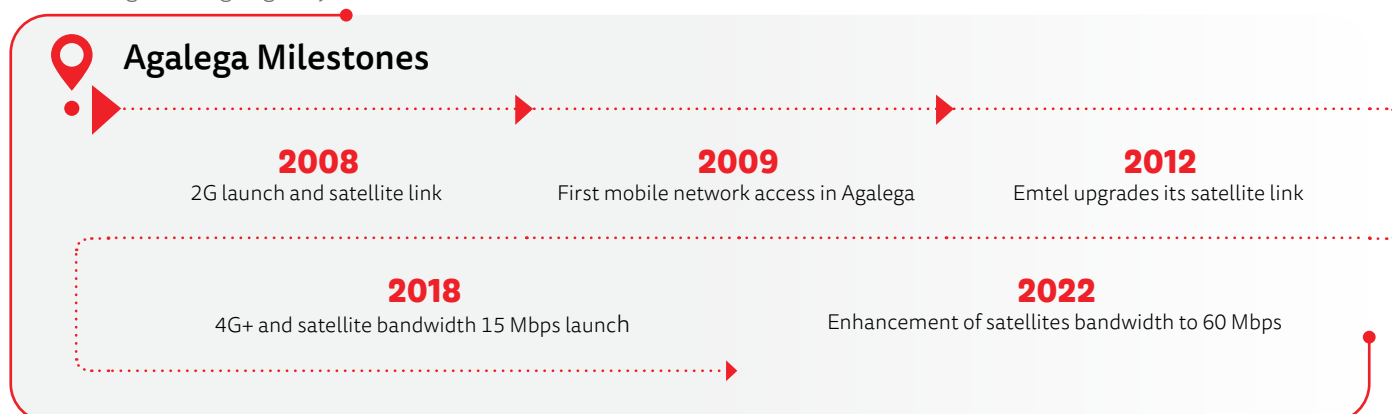 Agalega Milestones
2008
2G launch and satellite link
2009
First mobile network access in Agalega
2012
Emtel upgrades its satellite link
2018
4G+ and satellite bandwidth 15 Mbps launch
2022
Enhancement of satellites bandwidth to 60 Mbps